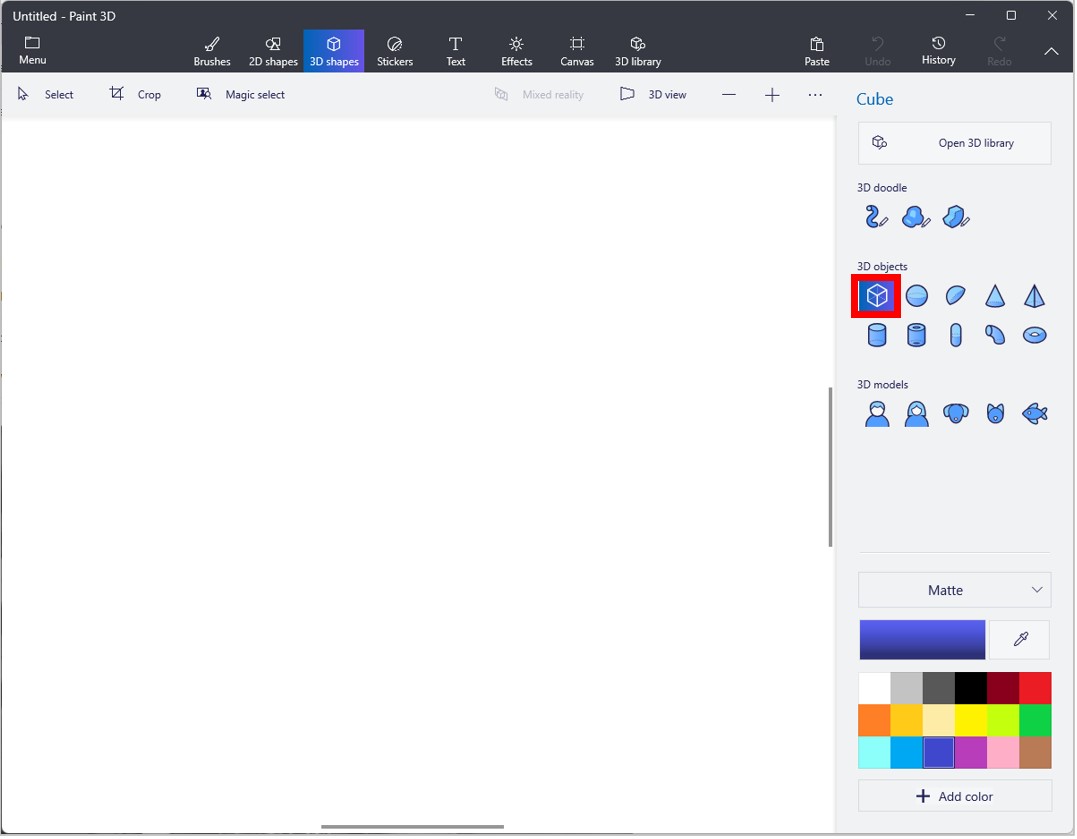 Untitled - Paint 3D
Menu
Brushes
2D shapes
3D shapes
Stickers
Text
Effects
Canvas
3D library
Paste
Undo
History
Redo
Select
Crop
Magic select
Mixed reality
3D view
Cube
Open 3D library
3D doodle
3D objects
3D models
Matte
Add color